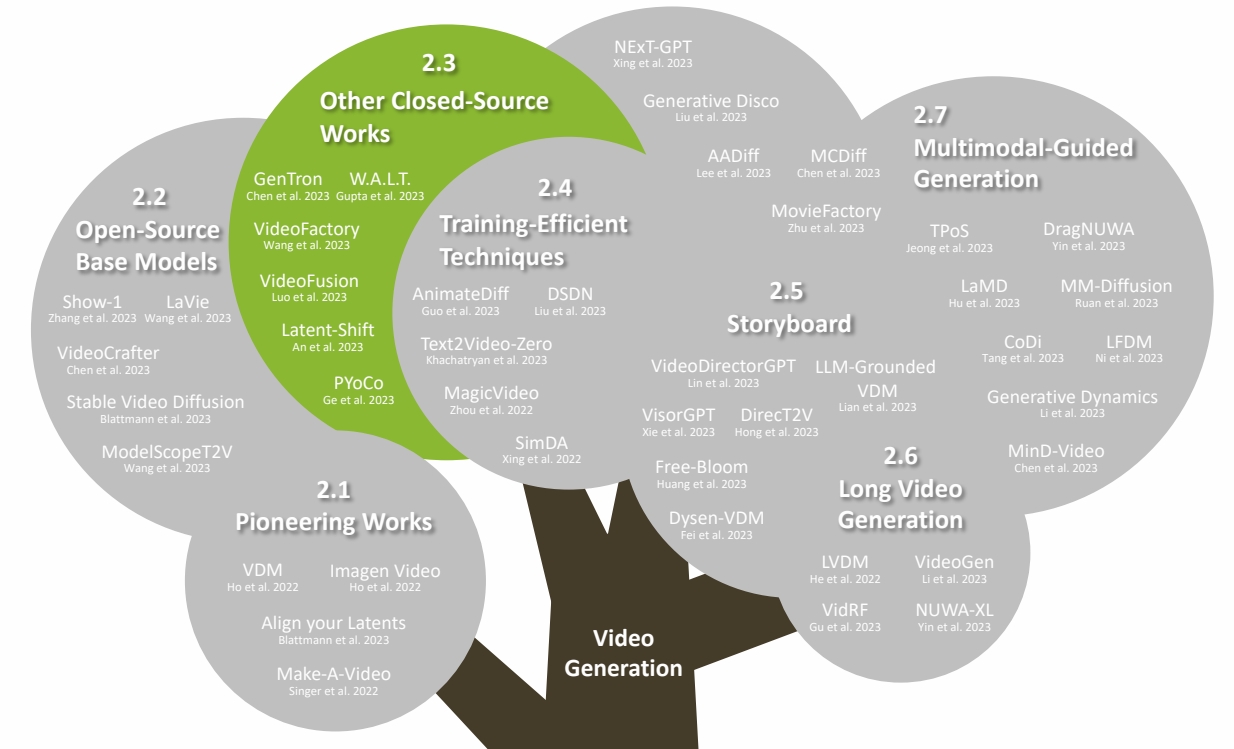 2.1
Pioneering Works
VDM
Ho et al. 2022
Imagen Video
Ho et al. 2022
Align your Latents
Blattmann et al. 2023
Make-A-Video
Singer et al. 2022
2.2
Open-Source
Base Models
Show-1
Zhang et al. 2023
LaVie
Wang et al. 2023
VideoCrafter
Chen et al. 2023
Stable Video Diffusion
Blattmann et al. 2023
ModelScopeT2V
Wang et al. 2023
2.3
Other Closed-Source
Works
GenTron
Chen et al. 2023
W.A.L.T.
Gupta et al. 2023
VideoFactory
Wang et al. 2023
VideoFusion
Luo et al. 2023
Latent-Shift
An et al. 2023
PYoCo
Ge et al. 2023
2.4
Training-Efficient
Techniques
AnimateDiff
Guo et al. 2023
DSDN
Liu et al. 2023
Text2Video-Zero
Khachatryan et al. 2023
MagicVideo
Zhou et al. 2022
SimDA
Xing et al. 2022
NExT-GPT
Xing et al. 2023
Generative Disco
Liu et al. 2023
AADiff
Lee et al. 2023
MCDiff
Chen et al. 2023
MovieFactory
Zhu et al. 2023
2.5
Storyboard
VideoDirectorGPT
Lin et al. 2023
LLM-Grounded
VDM
Lian et al. 2023
VisorGPT
Xie et al. 2023
DirecT2V
Hong et al. 2023
Free-Bloom
Huang et al. 2023
Dysen-VDM
Fei et al. 2023
2.6
Long Video
Generation
LVDM
He et al. 2022
VideoGen
Li et al. 2023
VidRF
Gu et al. 2023
NUWA-XL
Yin et al. 2023
2.7
Multimodal-Guided
Generation
TPoS
Jeong et al. 2023
DragNUWA
Yin et al. 2023
LaMD
Hu et al. 2023
MM-Diffusion
Ruan et al. 2023
CoDi
Tang et al. 2023
LFDM
Ni et al. 2023
Generative Dynamics
Li et al. 2023
MinD-Video
Chen et al. 2023
Video
Generation